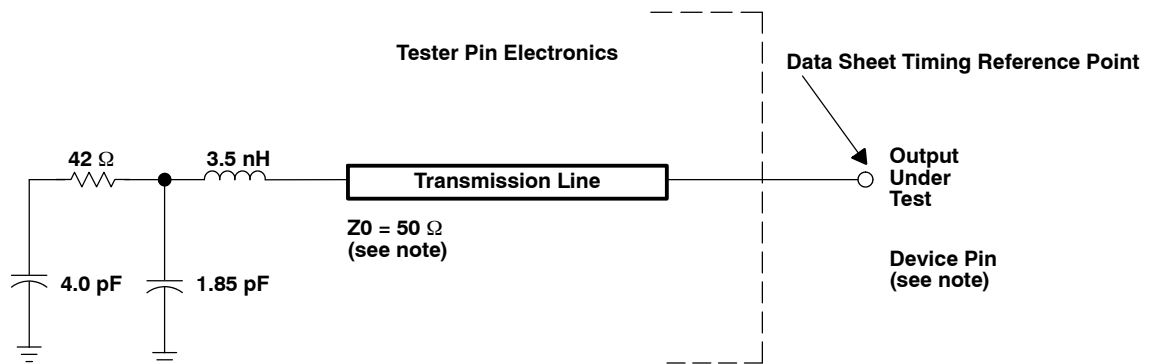 Tester Pin Electronics
Data Sheet Timing Reference Point
42 Ω
3.5 nH
Transmission Line
Output
Under
Test
Z0 = 50 Ω
(see note)
Device Pin
(see note)
4.0 pF
1.85 pF